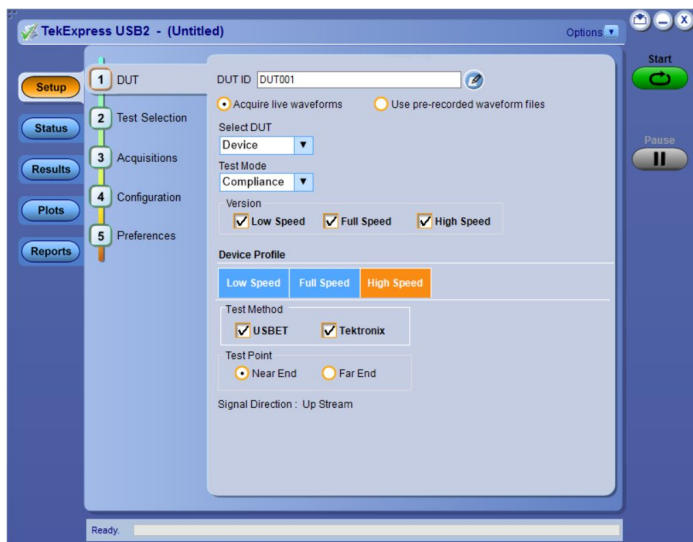 TekExpress USB2 - (Untitled)
Options
Start
Pause
Setup
Status
Results
Plots
Reports
1 DUT
2 Test Selection
3 Acquisitions
4 Configuration
5 Preferences
DUT ID DUT001
Acquire live waveforms Use pre-recorded waveform files
Select DUT
Device
Test Mode
Compliance
Version
Low Speed Full Speed High Speed
Device Profile
Low Speed Full Speed High Speed
Test Method
USBET Tektronix
Test Point
Near End Far End
Signal Direction : Up Stream
Ready.